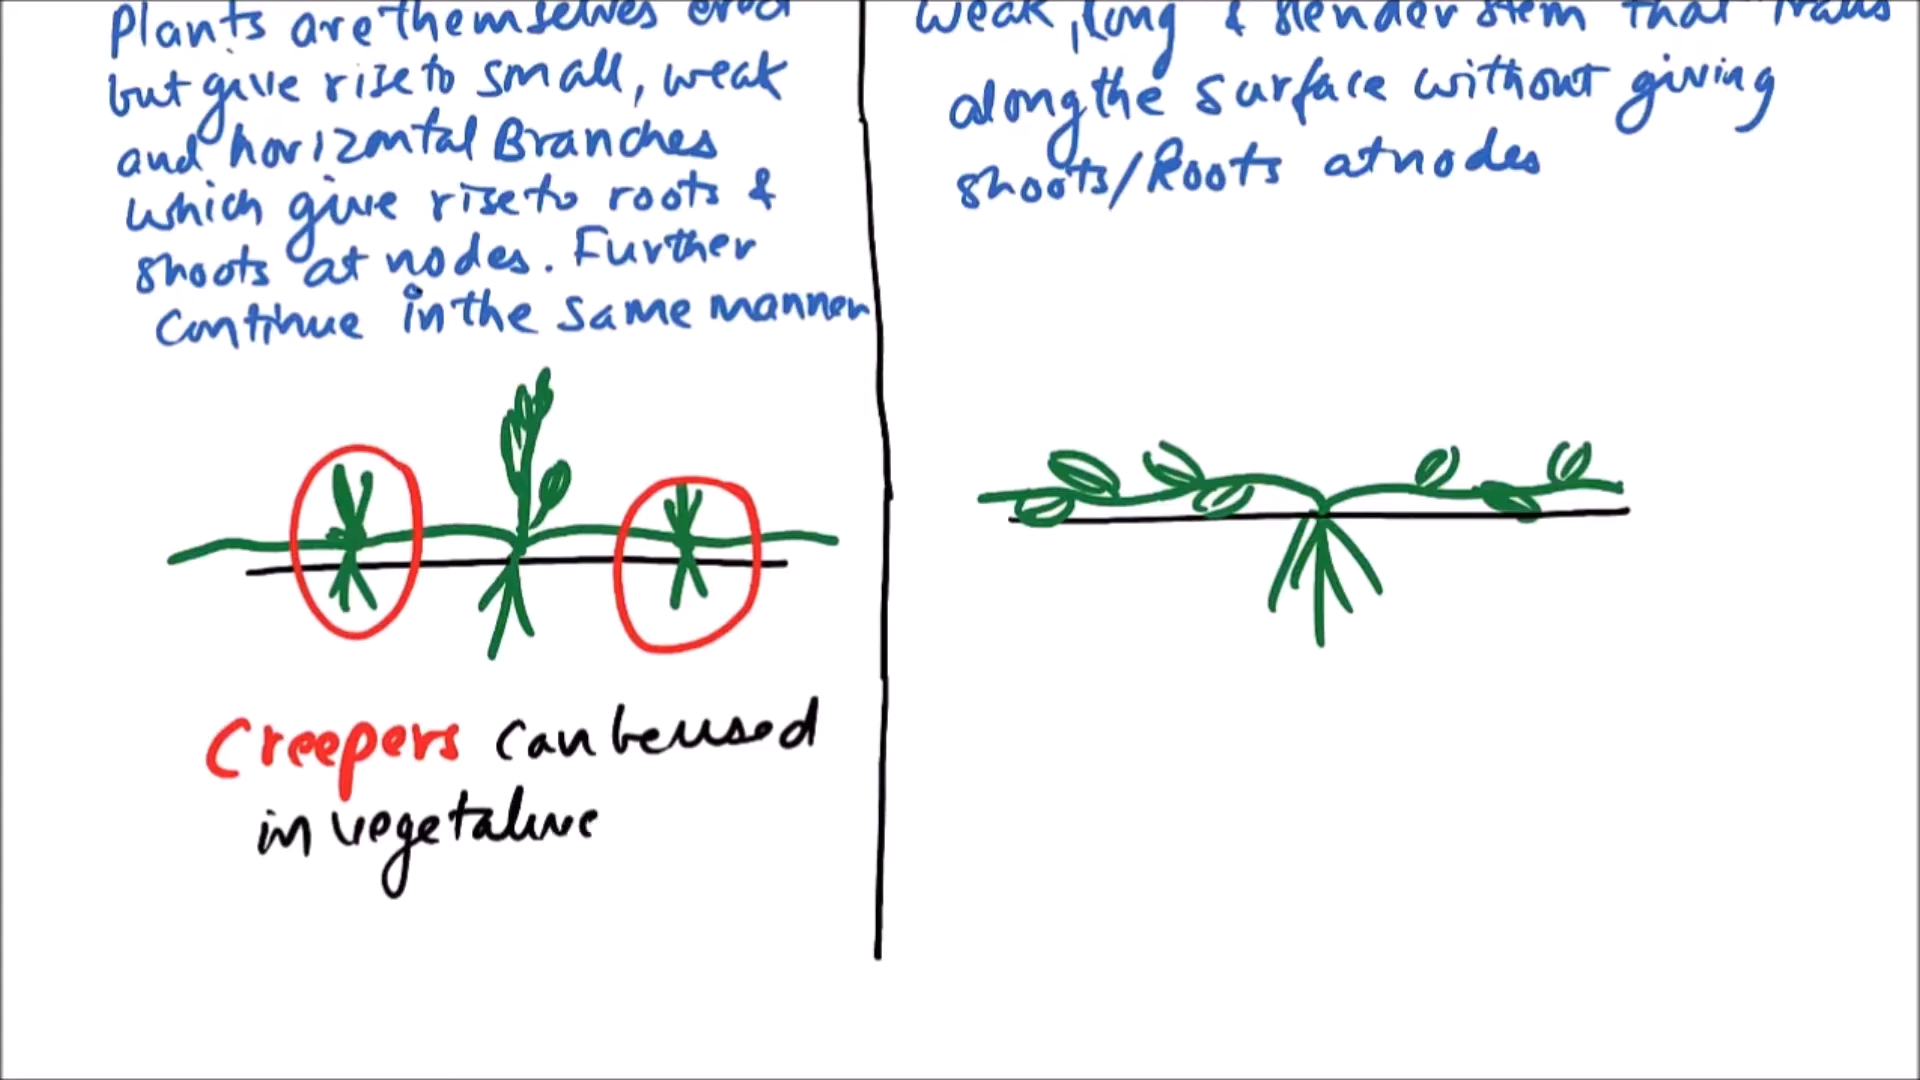 Plants are themselves erect
but give rise to small, weak
and horizontal Branches
which give rise to roots &
shoots at nodes. Further
continue in the same manner
Creepers can be used
in vegetative
Weak, long & slender stem that trails
along the surface without giving
shoots/Roots at nodes